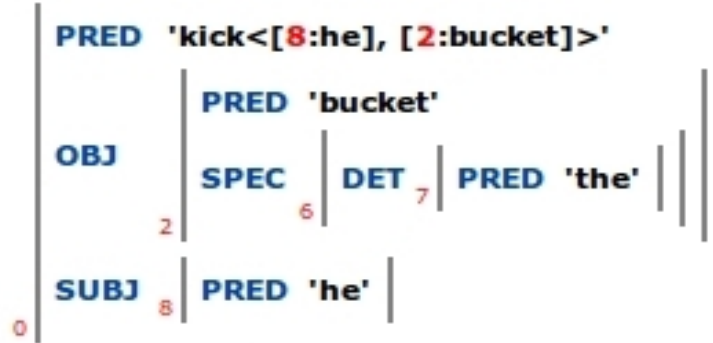 PRED 'kick<[8:he], [2:bucket]>'
PRED 'bucket'
OBJ
SPEC 6 DET 7 PRED 'the'
2
SUBJ 8 PRED 'he'
0